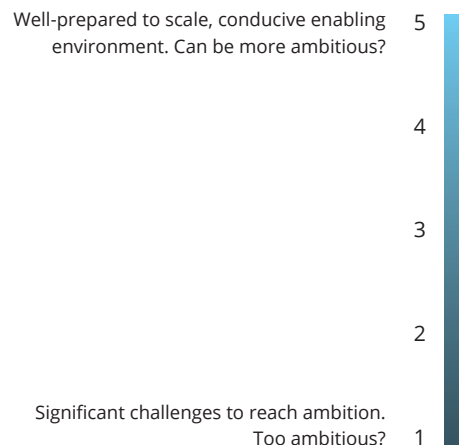 Well-prepared to scale, conducive enabling
environment. Can be more ambitious?
5
4
3
2
Significant challenges to reach ambition.
Too ambitious?
1